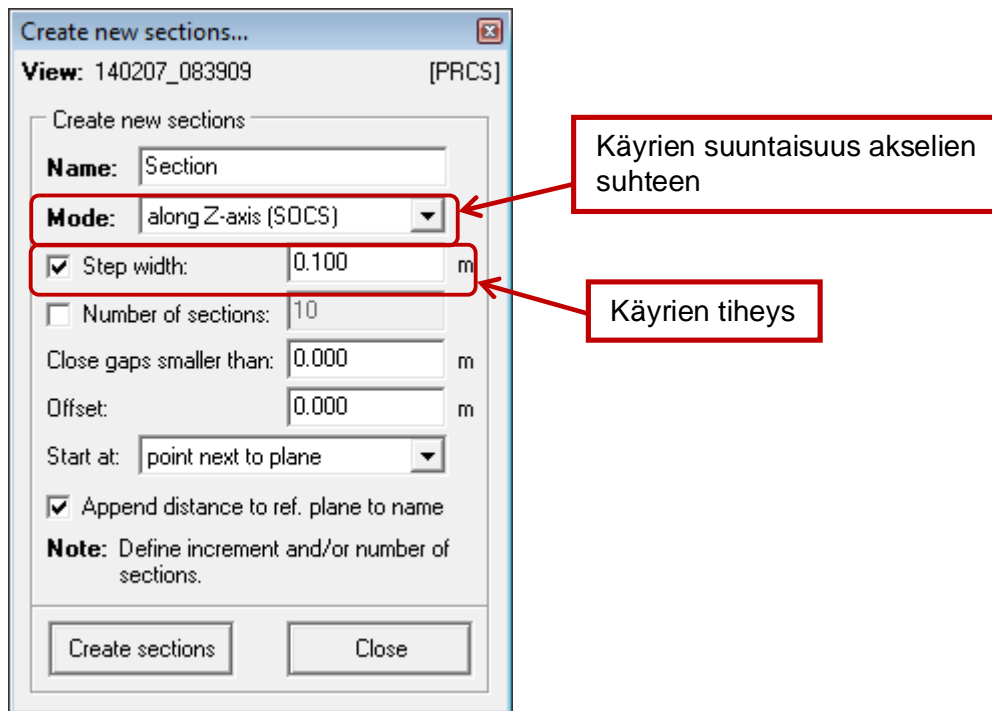 Create new sections...
View: 140207_083909 [PRCS]
Create new sections
Name: Section
Mode: along Z-axis (SOCS)
Step width: 0.100 m
Number of sections: 10
Close gaps smaller than: 0.000 m
Offset: 0.000 m
Start at: point next to plane
Append distance to ref. plane to name
Note: Define increment and/or number of
sections.
Create sections Close
Käyrien suuntaisuus akselien
suhteen
Käyrien tiheys